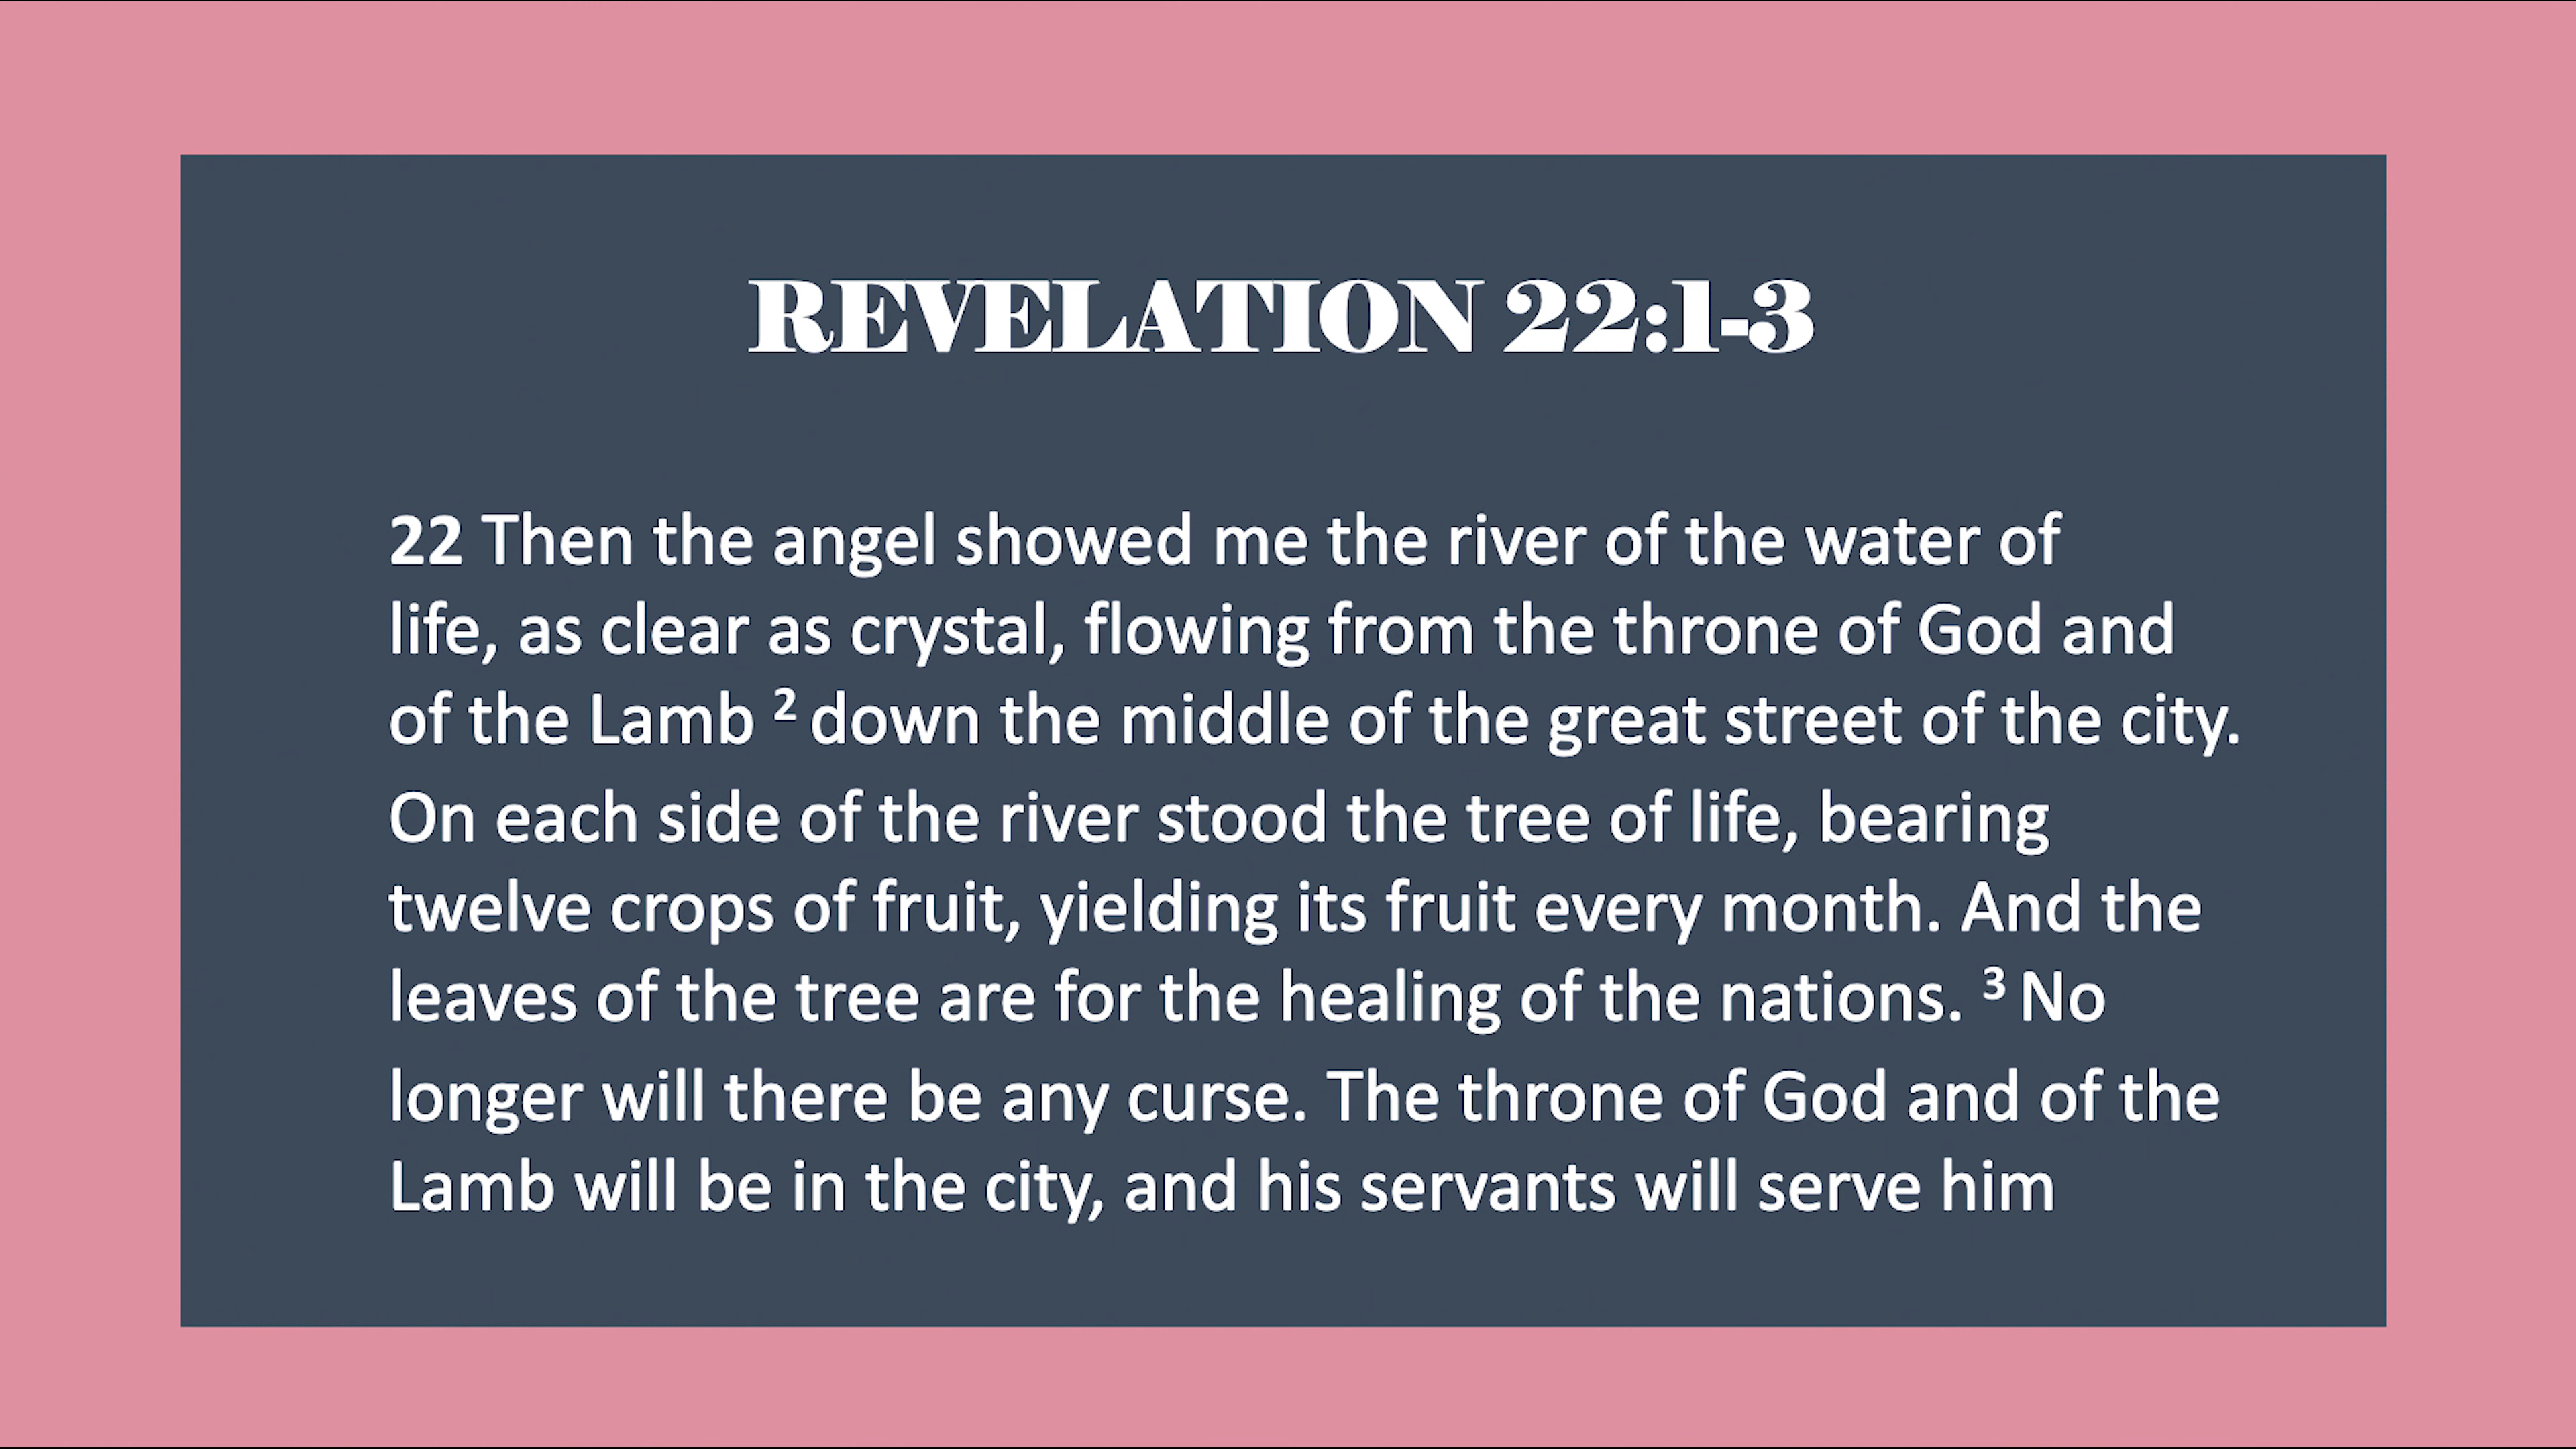 REVELATION 22:1-3
22 Then the angel showed me the river of the water of
life, as clear as crystal, flowing from the throne of God and
of the Lamb ² down the middle of the great street of the city.
On each side of the river stood the tree of life, bearing
twelve crops of fruit, yielding its fruit every month. And the
leaves of the tree are for the healing of the nations. ³ No
longer will there be any curse. The throne of God and of the
Lamb will be in the city, and his servants will serve him